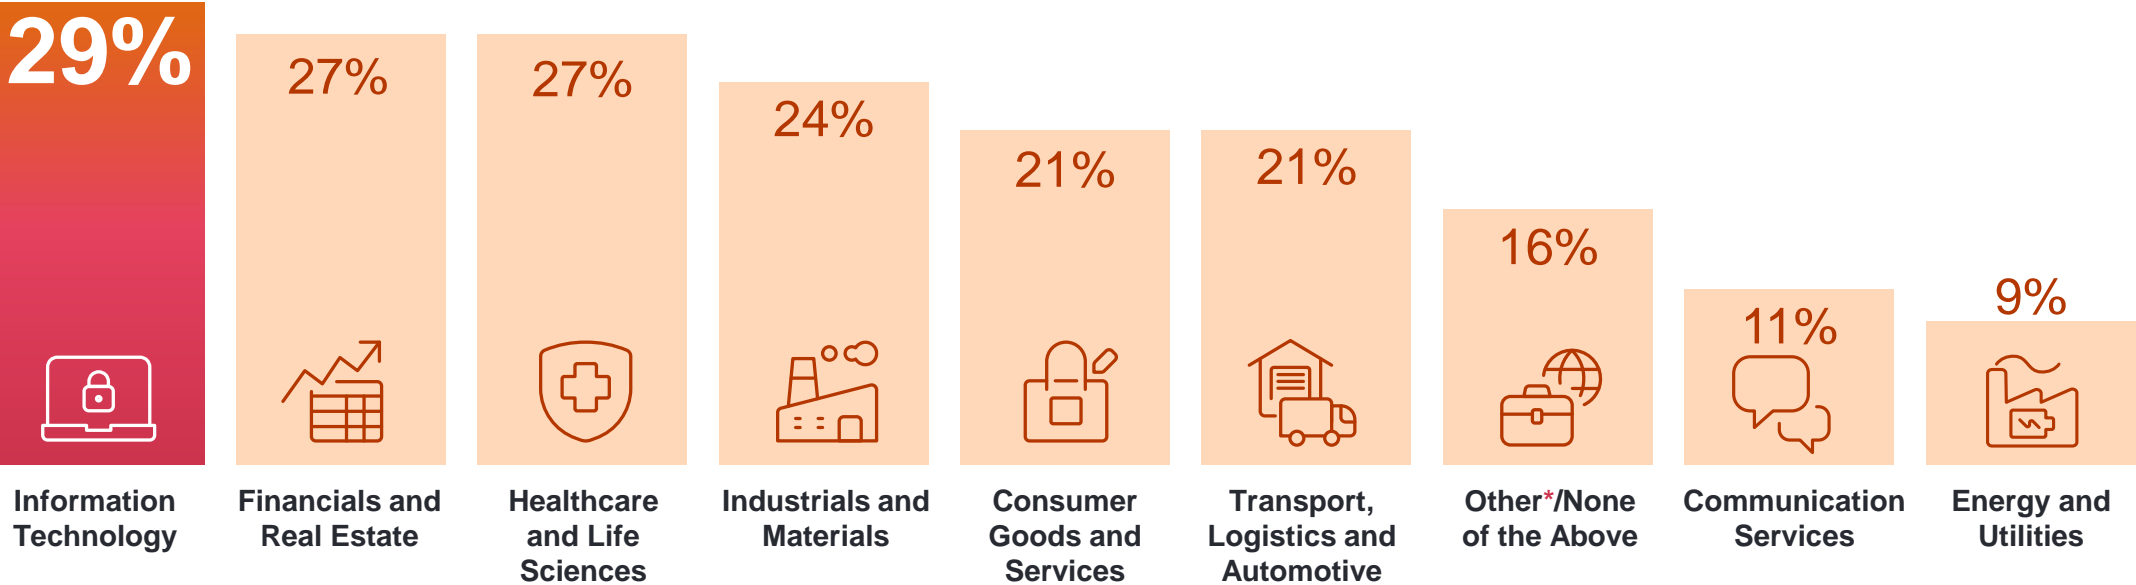 29%
27%
27%
24%
21%
21%
16%
11%
9%
Information
Technology
Financials and
Real Estate
Healthcare
and Life
Sciences
Industrials and
Materials
Consumer
Goods and
Services
Transport,
Logistics and
Automotive
Other*/None
of the Above
Communication
Services
Energy and
Utilities